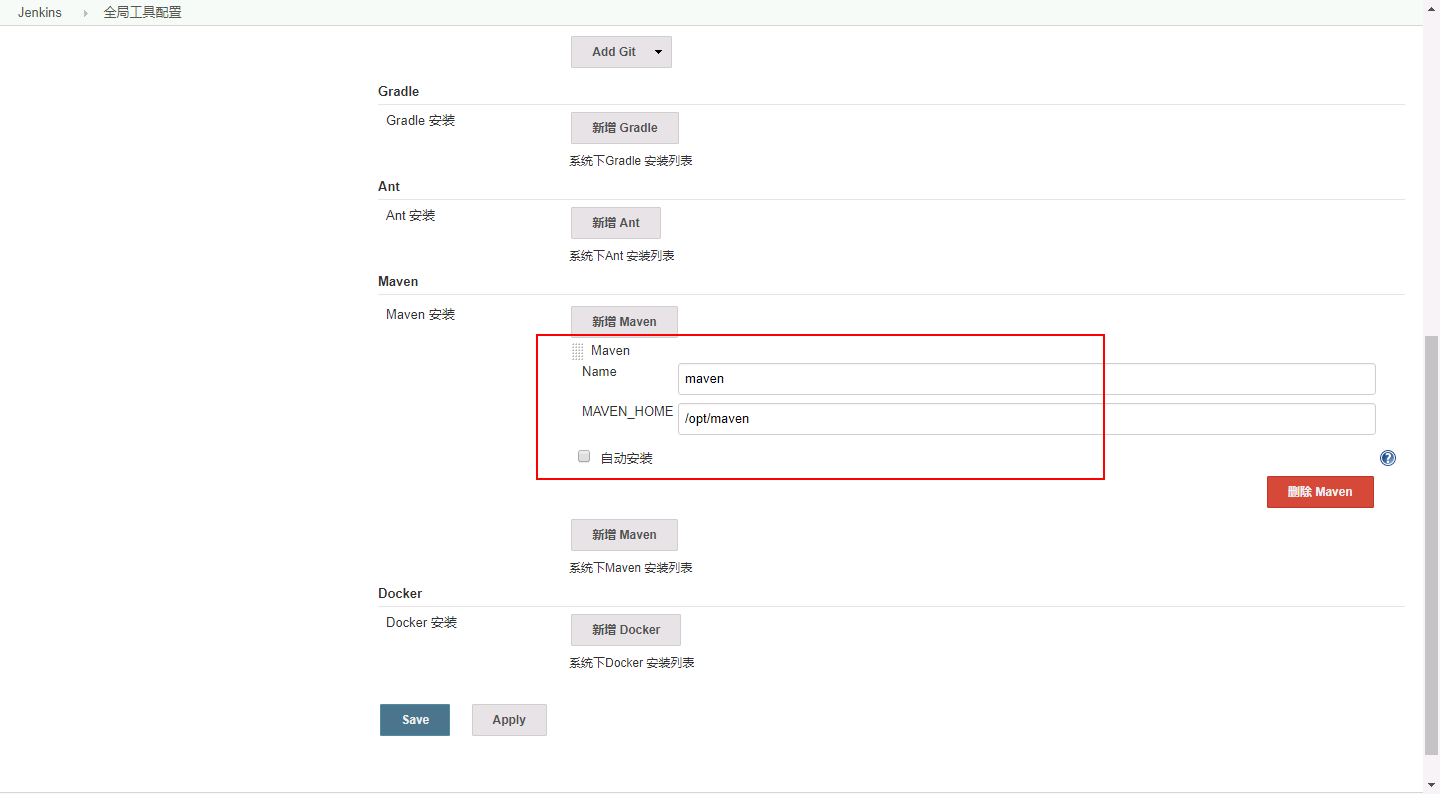 Jenkins 全局工具配置
Add Git
Gradle
Gradle 安装
新增 Gradle
系统下Gradle 安装列表
Ant
Ant 安装
新增 Ant
系统下Ant 安装列表
Maven
Maven 安装
新增 Maven
Maven
Name
maven
MAVEN_HOME
/opt/maven
自动安装
?
删除 Maven
新增 Maven
系统下Maven 安装列表
Docker
Docker 安装
新增 Docker
系统下Docker 安装列表
Save Apply